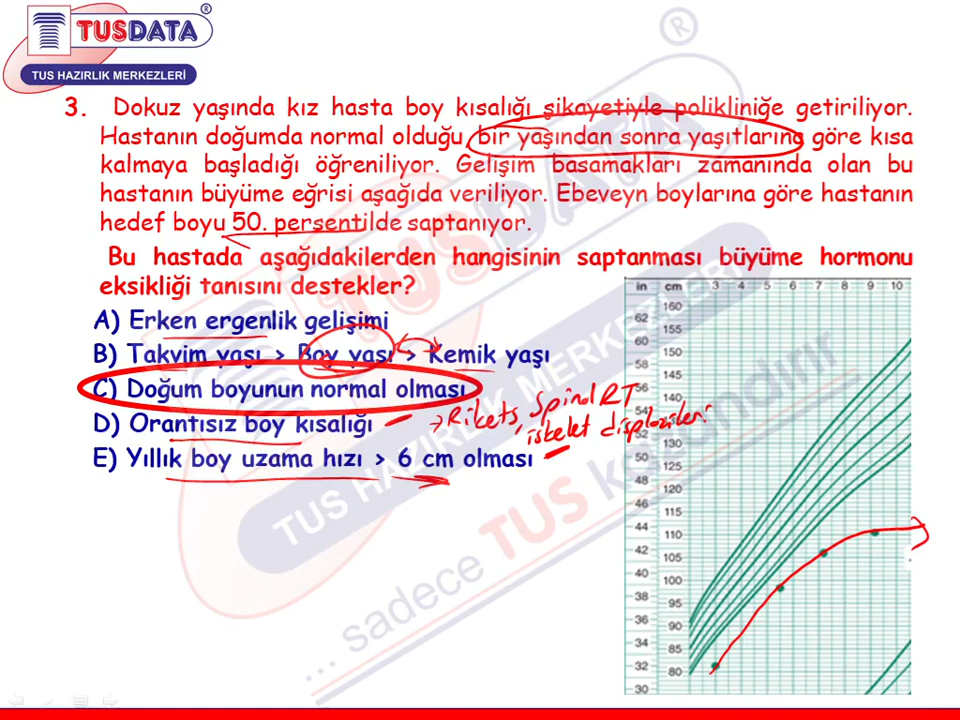 TUSDATA
®
TUS HAZIRLIK MERKEZLERİ
3. Dokuz yaşında kız hasta boy kısalığı şikayetiyle polikliniğe getiriliyor.
Hastanın doğumda normal olduğu, bir yaşından sonra yaşıtlarına göre kısa
kalmaya başladığı öğreniliyor. Gelişim basamakları zamanında olan bu
hastanın büyüme eğrisi aşağıda veriliyor. Ebeveyn boylarına göre hastanın
hedef boyu 50. persentilde saptanıyor.
Bu hastada aşağıdakilerden hangisinin saptanması büyüme hormonu
eksikliği tanısını destekler?
A) Erken ergenlik gelişimi
B) Takvim yaşı > Boy yaşı > Kemik yaşı
C) Doğum boyunun normal olması
D) Orantısız boy kısalığı
→ Rikets, Spinal RT
iskelet displazileri
E) Yıllık boy uzama hızı > 6 cm olması
in cm 3 4 5 6 7 8 9 10
160
62 155
60 150
58 145
56 140
54 135
52 130
50 125
48 120
46 115
44 110
42 105
40 100
38 95
36 90
34 85
32 80
30
TUSDATA
®
TUS HAZIRLIK MERKEZLERİ
... sadece TUS kazandırır